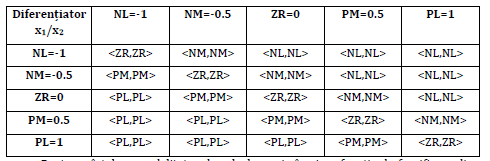 Diferențiator NL=-1 NM=-0.5 ZR=0 PM=0.5 PL=1
x1/x2
NL=-1 <ZR,ZR> <NM,NM> <NL,NL> <NL,NL> <NL,NL>
NM=-0.5 <PM,PM> <ZR,ZR> <NM,NM> <NL,NL> <NL,NL>
ZR=0 <PL,PL> <PM,PM> <ZR,ZR> <NM,NM> <NL,NL>
PM=0.5 <PL,PL> <PL,PL> <PM,PM> <ZR,ZR> <NM,NM>
PL=1 <PL,PL> <PL,PL> <PL,PL> <PM,PM> <ZR,ZR>